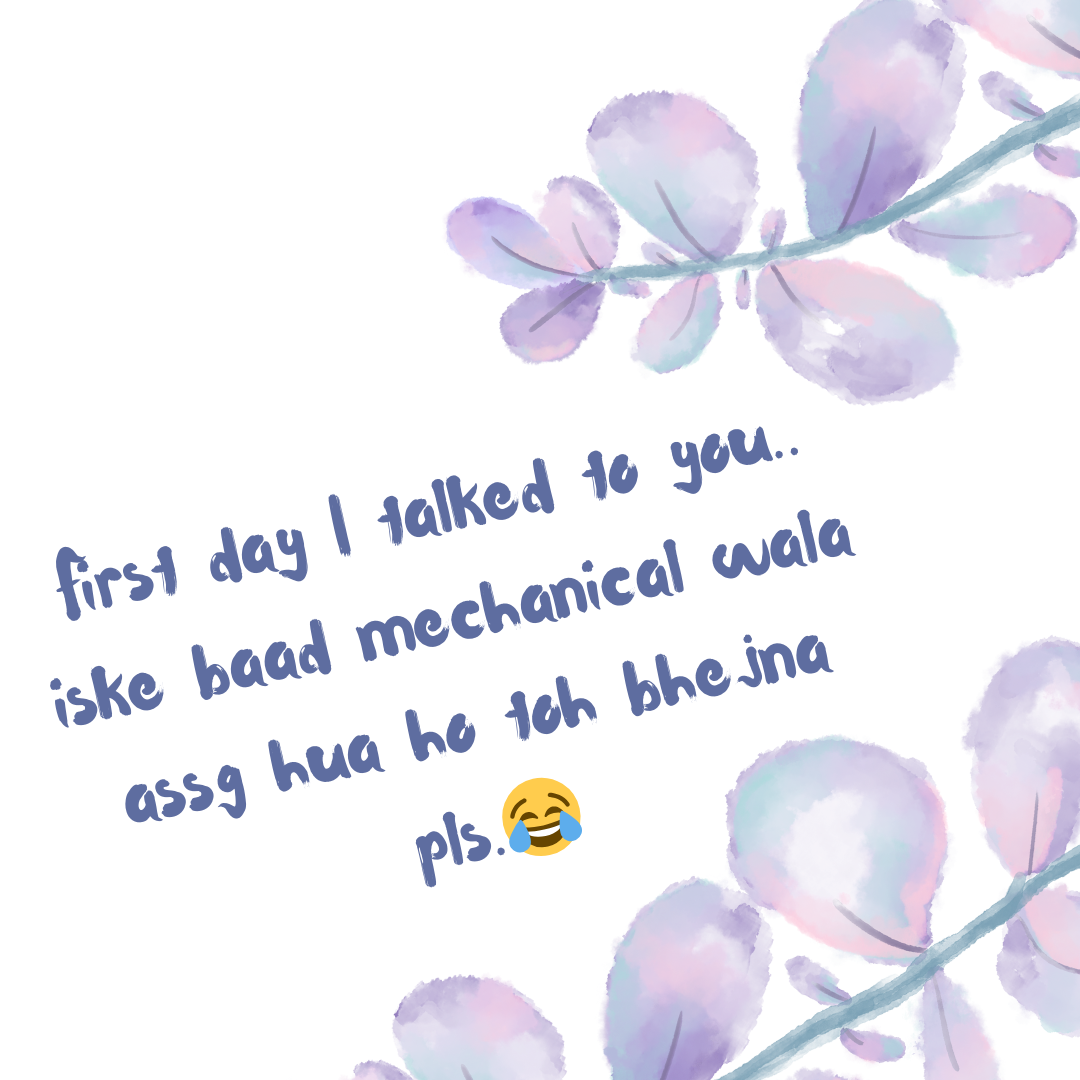 first day I talked to you..
iske baad mechanical wala
assg hua ho toh bhejna
pls.😂